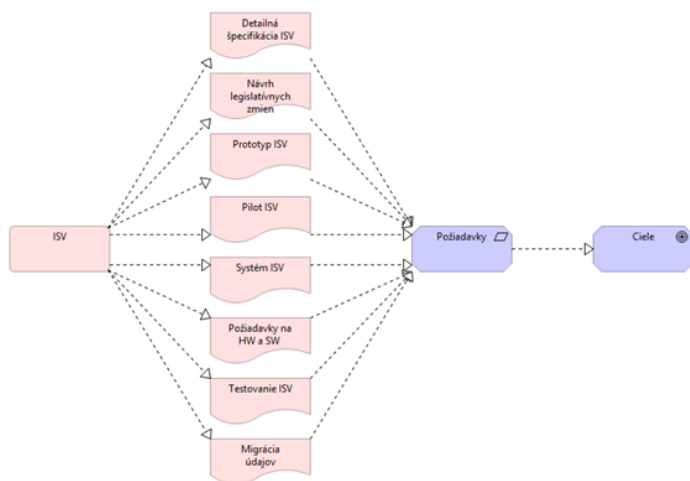 Detailná
špecifikácia ISV
Návrh
legislatívnych
zmien
Prototyp ISV
Pilot ISV
ISV
Požiadavky
Ciele
Systém ISV
Požiadavky na
HW a SW
Testovanie ISV
Migrácia
údajov